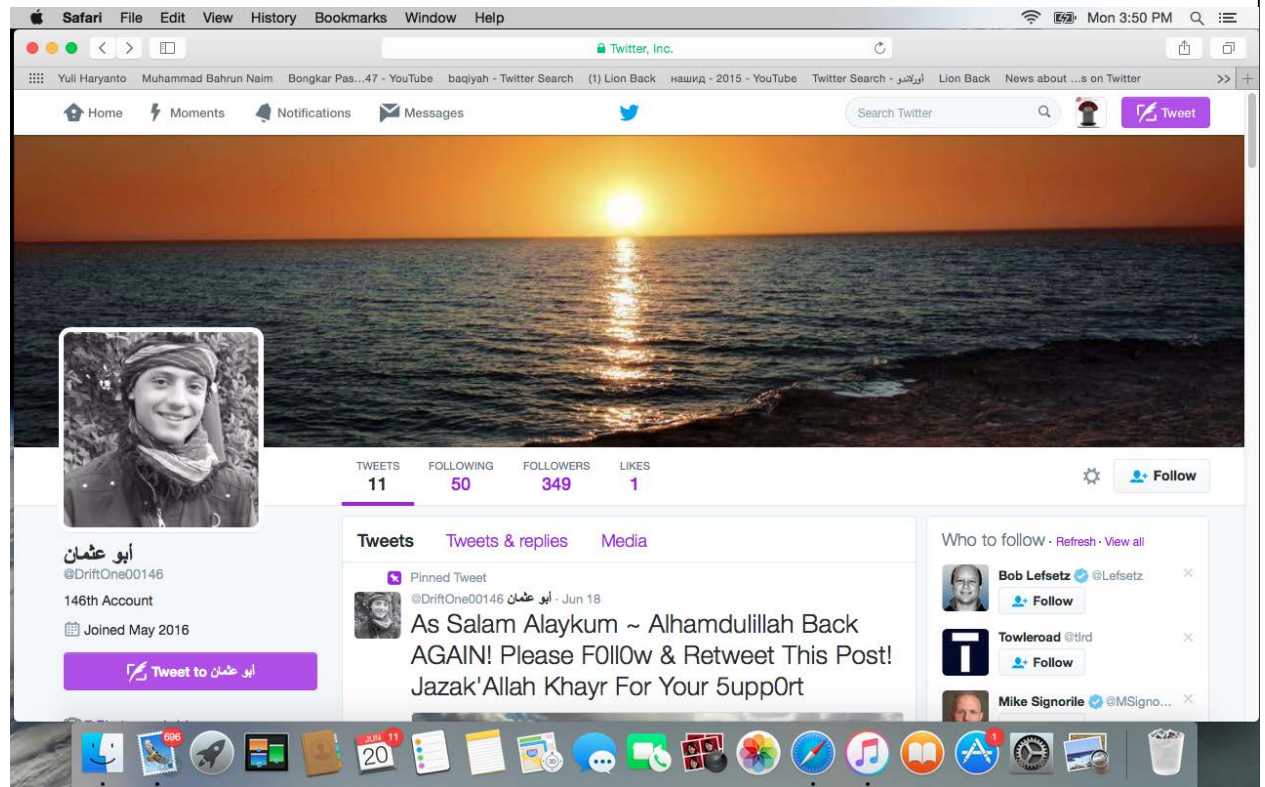 Safari File Edit View History Bookmarks Window Help Mon 3:50 PM
Twitter, Inc.
Yuli Haryanto Muhammad Bahrun Naim Bongkar Pas...47 - YouTube baqiyah - Twitter Search (1) Lion Back нашид - 2015 - YouTube Twitter Search - أورلاندو Lion Back News about ...s on Twitter >>
Home Moments Notifications Messages Search Twitter Tweet
TWEETS FOLLOWING FOLLOWERS LIKES
11 50 349 1
Follow
أبو عثمان
@DriftOne00146
146th Account
Joined May 2016
Tweet to أبو عثمان
Tweets Tweets & replies Media
Pinned Tweet
@DriftOne00146 أبو عثمان · Jun 18
As Salam Alaykum ~ Alhamdulillah Back
AGAIN! Please F0ll0w & Retweet This Post!
Jazak'Allah Khayr For Your 5upp0rt
Who to follow · Refresh · View all
Bob Lefsetz @Lefsetz
Follow
Towleroad @tlrd
Follow
Mike Signorile @MSigno...
696
JUN 11
20
1